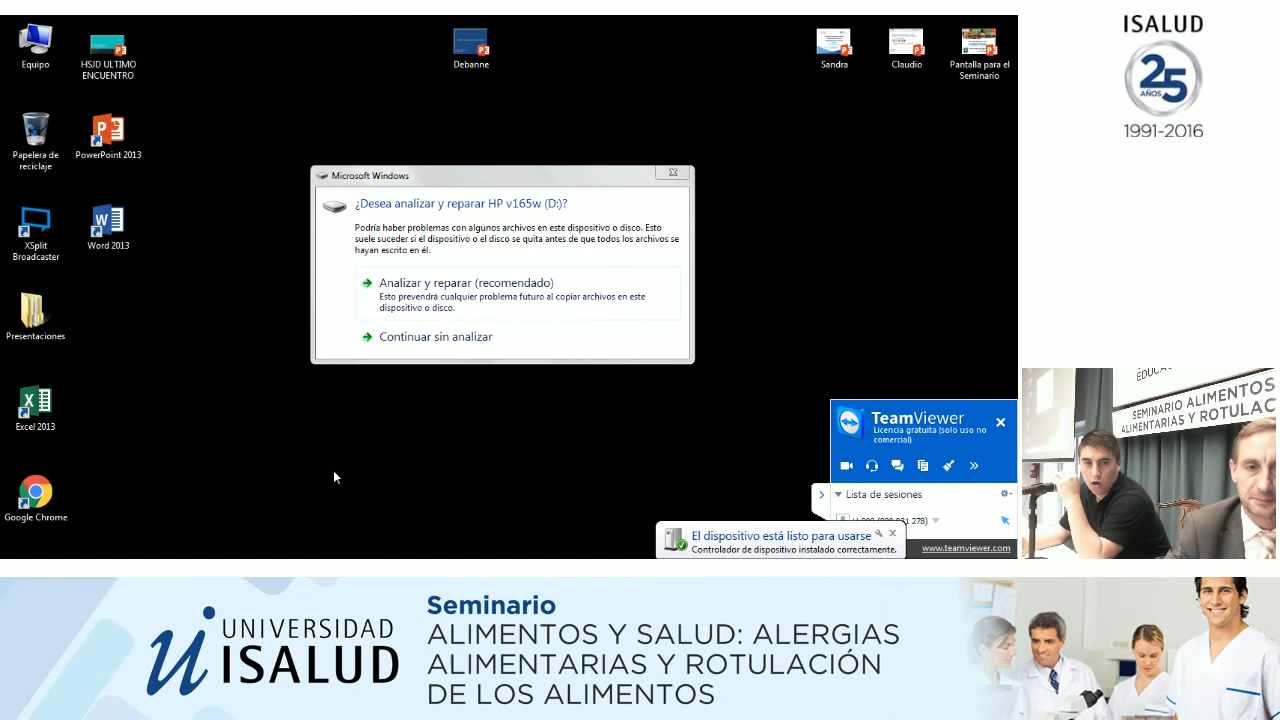 Equipo
HSJD ULTIMO
ENCUENTRO
Debanne
Sandra
Claudio
Pantalla para el
Seminario
Papelera de
reciclaje
PowerPoint 2013
XSplit
Broadcaster
Word 2013
Presentaciones
Excel 2013
Google Chrome
Microsoft Windows
¿Desea analizar y reparar HP v165w (D:)?
Podría haber problemas con algunos archivos en este dispositivo o disco. Esto
suele suceder si el dispositivo o el disco se quita antes de que todos los archivos se
hayan escrito en él.
Analizar y reparar (recomendado)
Esto prevendrá cualquier problema futuro al copiar archivos en este
dispositivo o disco.
Continuar sin analizar
TeamViewer
Licencia gratuita (solo uso no
comercial)
Lista de sesiones
278)
El dispositivo está listo para usarse
Controlador de dispositivo instalado correctamente.
www.teamviewer.com
ISALUD
25
AÑOS
1991-2016
SEMINARIO ALIMENTOS
ALIMENTARIAS Y ROTULAC
UNIVERSIDAD
ISALUD
Seminario
ALIMENTOS Y SALUD: ALERGIAS
ALIMENTARIAS Y ROTULACIÓN
DE LOS ALIMENTOS